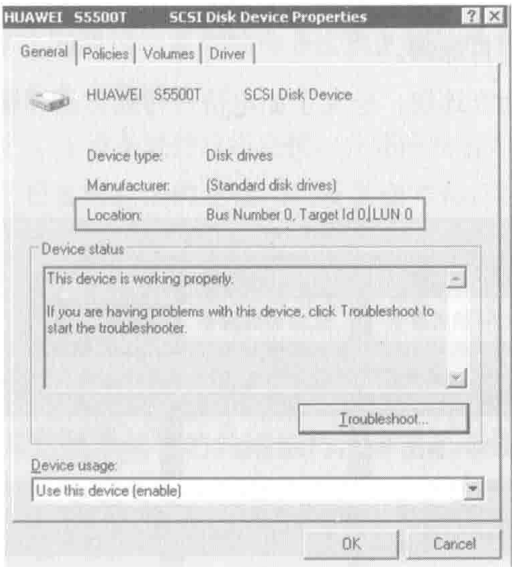 HUAWEI S5500T SCSI Disk Device Properties
General Policies Volumes Driver
HUAWEI S5500T SCSI Disk Device
Device type: Disk drives
Manufacturer: (Standard disk drives)
Location: Bus Number 0, Target Id 0, LUN 0
Device status
This device is working properly.
If you are having problems with this device, click Troubleshoot to
start the troubleshooter.
Troubleshoot...
Device usage:
Use this device (enable)
OK Cancel